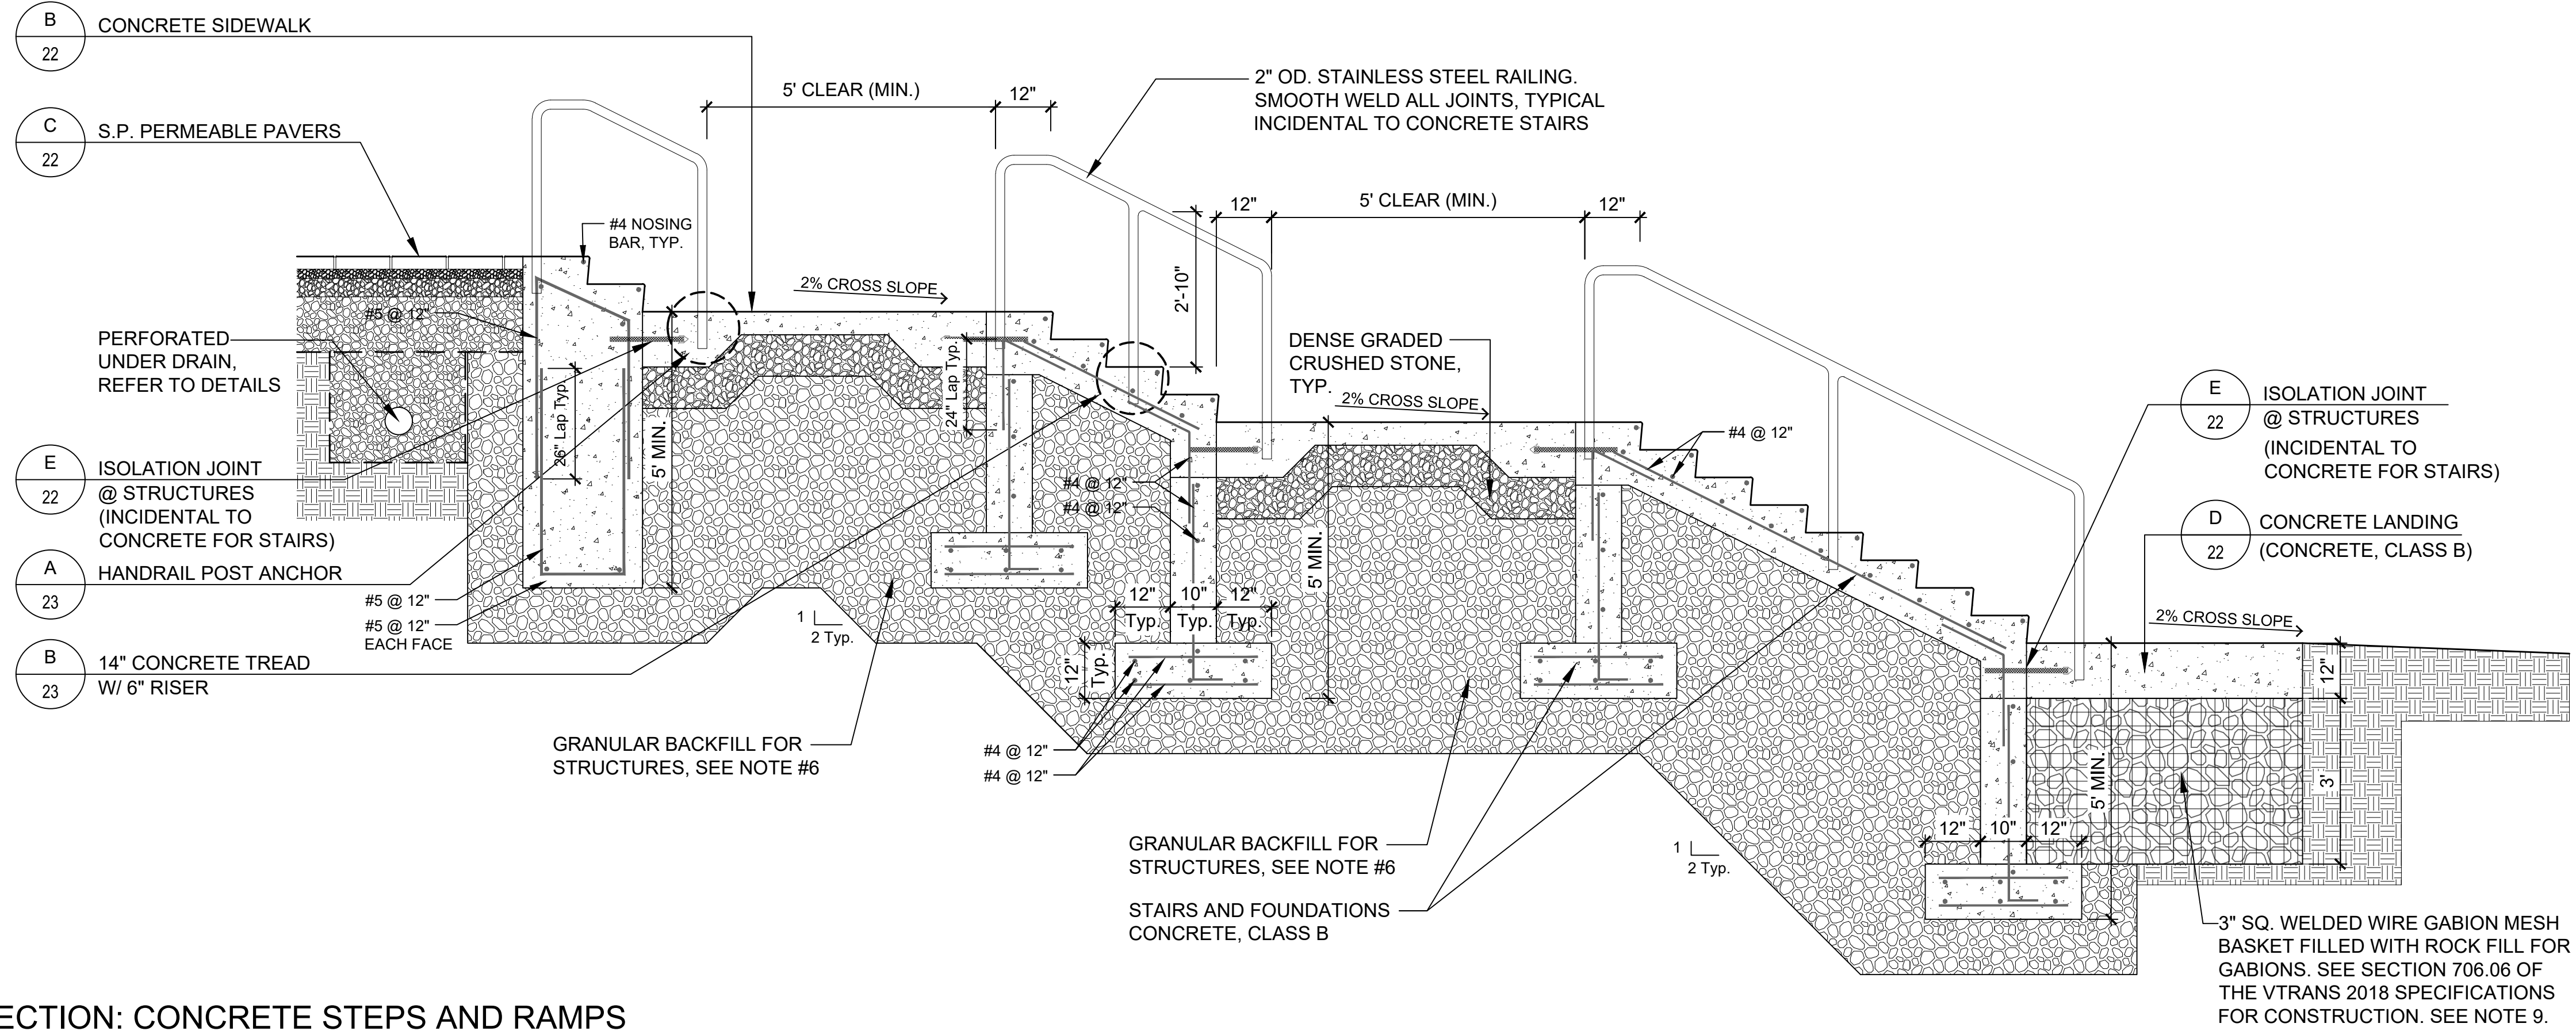 B
22
CONCRETE SIDEWALK
C
22
S.P. PERMEABLE PAVERS
5' CLEAR (MIN.)
12"
2" OD. STAINLESS STEEL RAILING.
SMOOTH WELD ALL JOINTS, TYPICAL
INCIDENTAL TO CONCRETE STAIRS
#4 NOSING
BAR, TYP.
2% CROSS SLOPE
12"
5' CLEAR (MIN.)
12"
2'-10"
#5 @ 12"
PERFORATED
UNDER DRAIN,
REFER TO DETAILS
26" Lap Typ.
5' MIN.
24" Lap Typ.
DENSE GRADED
CRUSHED STONE,
TYP.
2% CROSS SLOPE
#4 @ 12"
E
22
ISOLATION JOINT
@ STRUCTURES
(INCIDENTAL TO
CONCRETE FOR STAIRS)
E
22
ISOLATION JOINT
@ STRUCTURES
(INCIDENTAL TO
CONCRETE FOR STAIRS)
#4 @ 12"
#4 @ 12"
5' MIN.
D
22
CONCRETE LANDING
(CONCRETE, CLASS B)
A
23
HANDRAIL POST ANCHOR
#5 @ 12"
#5 @ 12"
EACH FACE
1
2 Typ.
12"
Typ.
10"
Typ.
12"
Typ.
12"
Typ.
2% CROSS SLOPE
12"
3'
B
23
14" CONCRETE TREAD
W/ 6" RISER
GRANULAR BACKFILL FOR
STRUCTURES, SEE NOTE #6
#4 @ 12"
#4 @ 12"
5' MIN.
12"
10"
12"
1
2 Typ.
GRANULAR BACKFILL FOR
STRUCTURES, SEE NOTE #6
STAIRS AND FOUNDATIONS
CONCRETE, CLASS B
3" SQ. WELDED WIRE GABION MESH
BASKET FILLED WITH ROCK FILL FOR
GABIONS. SEE SECTION 706.06 OF
THE VTRANS 2018 SPECIFICATIONS
FOR CONSTRUCTION. SEE NOTE 9.
ECTION: CONCRETE STEPS AND RAMPS